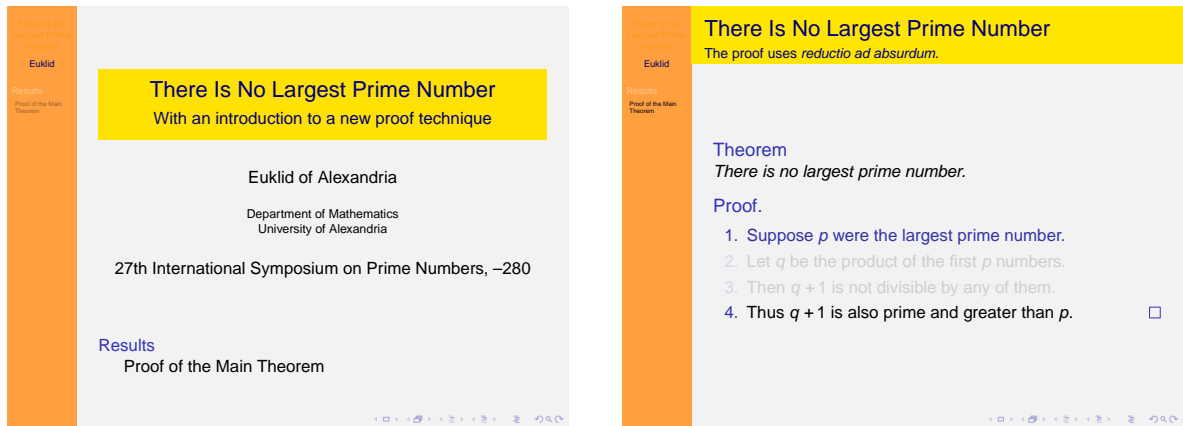 There Is No
Largest Prime
Number
Euklid
Results
Proof of the Main
Theorem
There Is No Largest Prime Number
With an introduction to a new proof technique
Euklid of Alexandria
Department of Mathematics
University of Alexandria
27th International Symposium on Prime Numbers, –280
Results
Proof of the Main Theorem
There Is No
Largest Prime
Number
Euklid
Results
Proof of the Main
Theorem
There Is No Largest Prime Number
The proof uses reductio ad absurdum.
Theorem
There is no largest prime number.
Proof.
1. Suppose p were the largest prime number.
2. Let q be the product of the first p numbers.
3. Then q + 1 is not divisible by any of them.
4. Thus q + 1 is also prime and greater than p. □